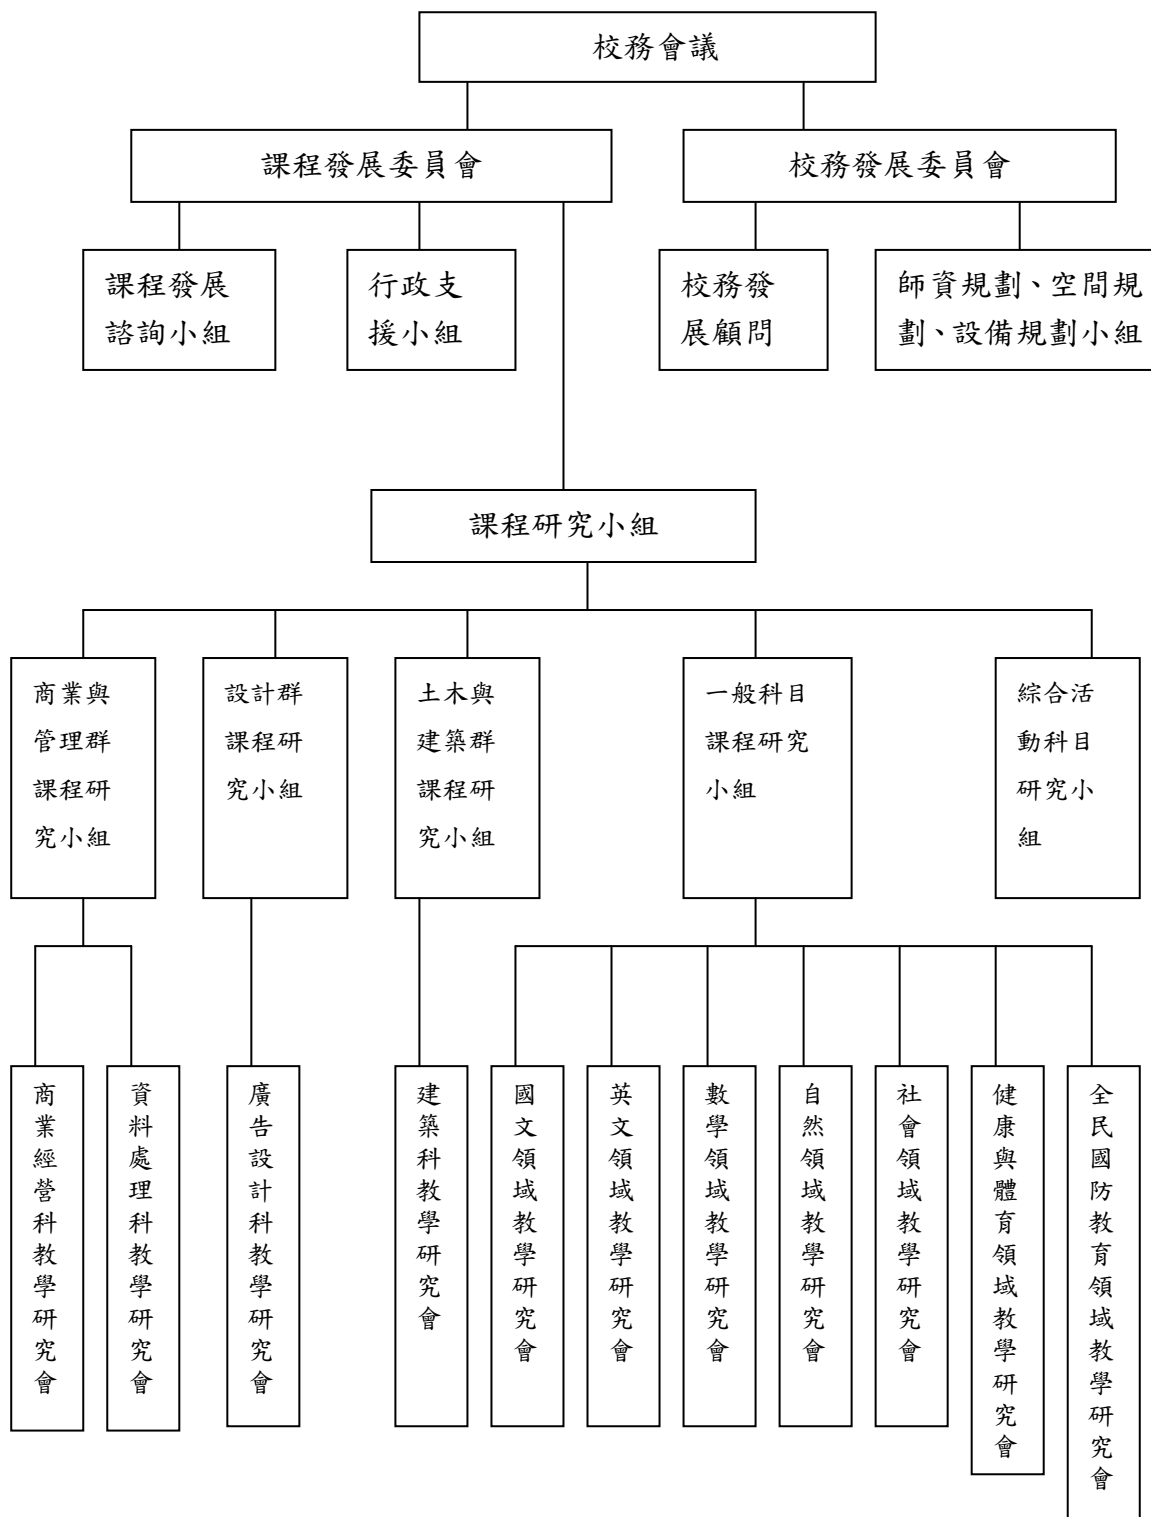 校務會議
課程發展委員會
校務發展委員會
課程發展
諮詢小組
行政支
援小組
校務發
展顧問
師資規劃、空間規
劃、設備規劃小組
課程研究小組
商業與
管理群
課程研
究小組
設計群
課程研
究小組
土木與
建築群
課程研
究小組
一般科目
課程研究
小組
綜合活
動科目
研究小
組
商業經營科教學研究會
資料處理科教學研究會
廣告設計科教學研究會
建築科教學研究會
國文領域教學研究會
英文領域教學研究會
數學領域教學研究會
自然領域教學研究會
社會領域教學研究會
健康與體育領域教學研究會
全民國防教育領域教學研究會